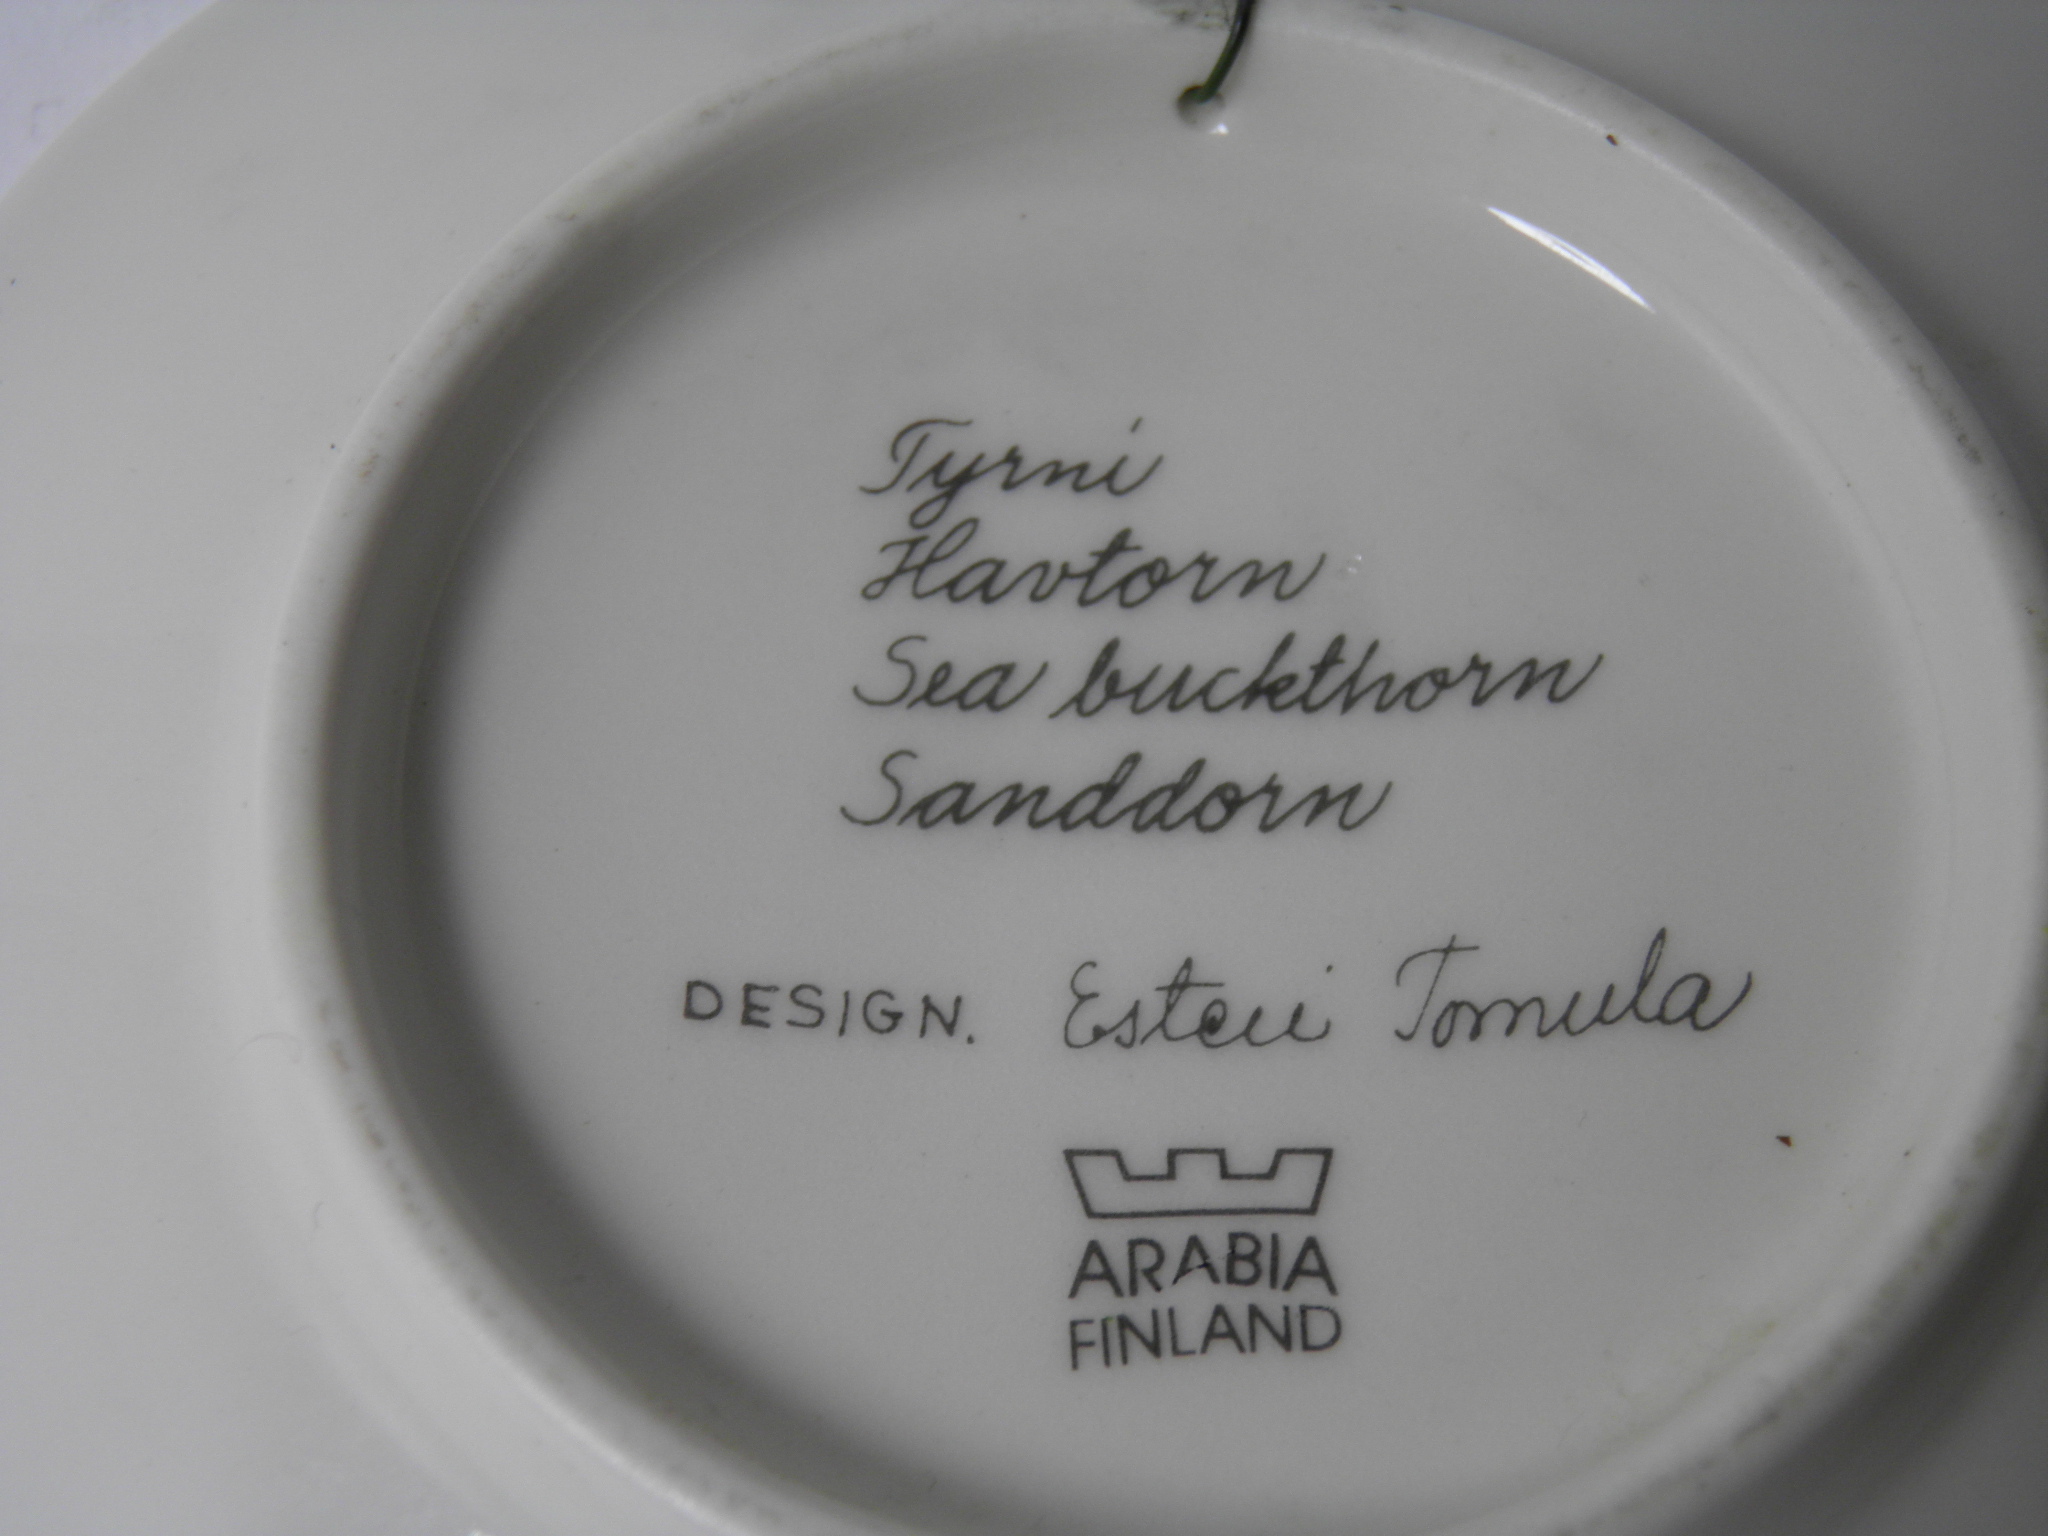 Tyrni
Havtorn
Sea buckthorn
Sanddorn
DESIGN. Esteri Tomula
ARABIA
FINLAND